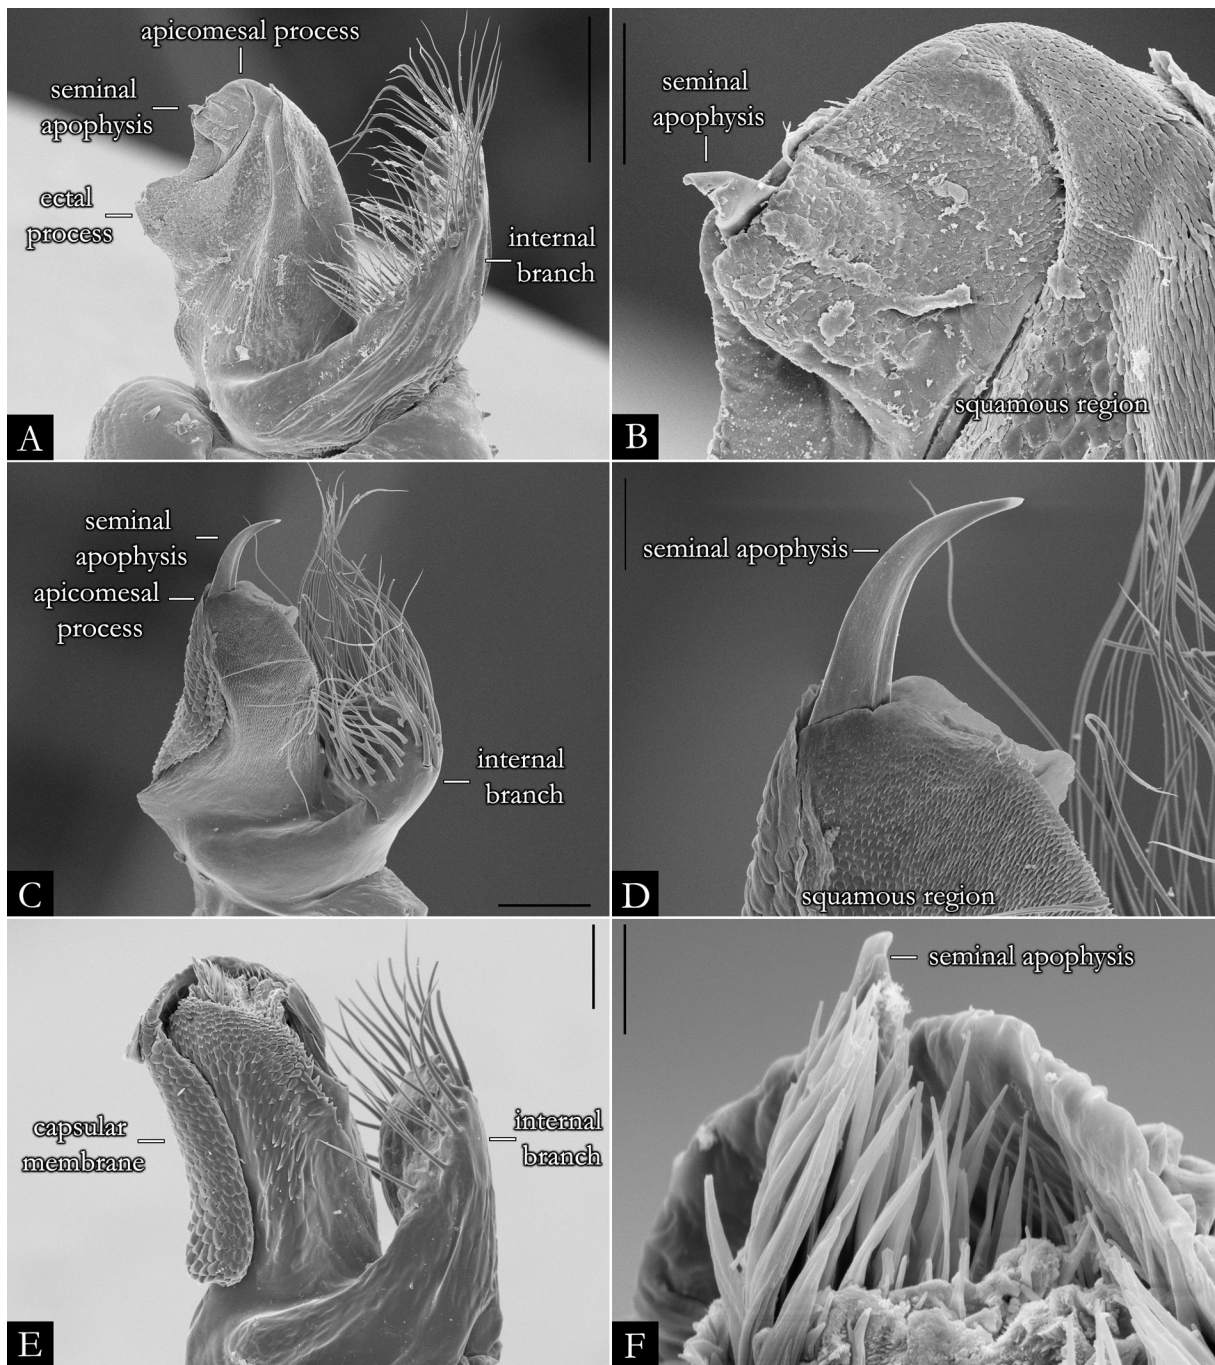 apicomesal process
seminal
apophysis
ectal
process
internal
branch
A
seminal
apophysis
squamous region
B
seminal
apophysis
apicomesal
process
internal
branch
C
seminal apophysis
squamous region
D
capsular
membrane
internal
branch
E
seminal apophysis
F